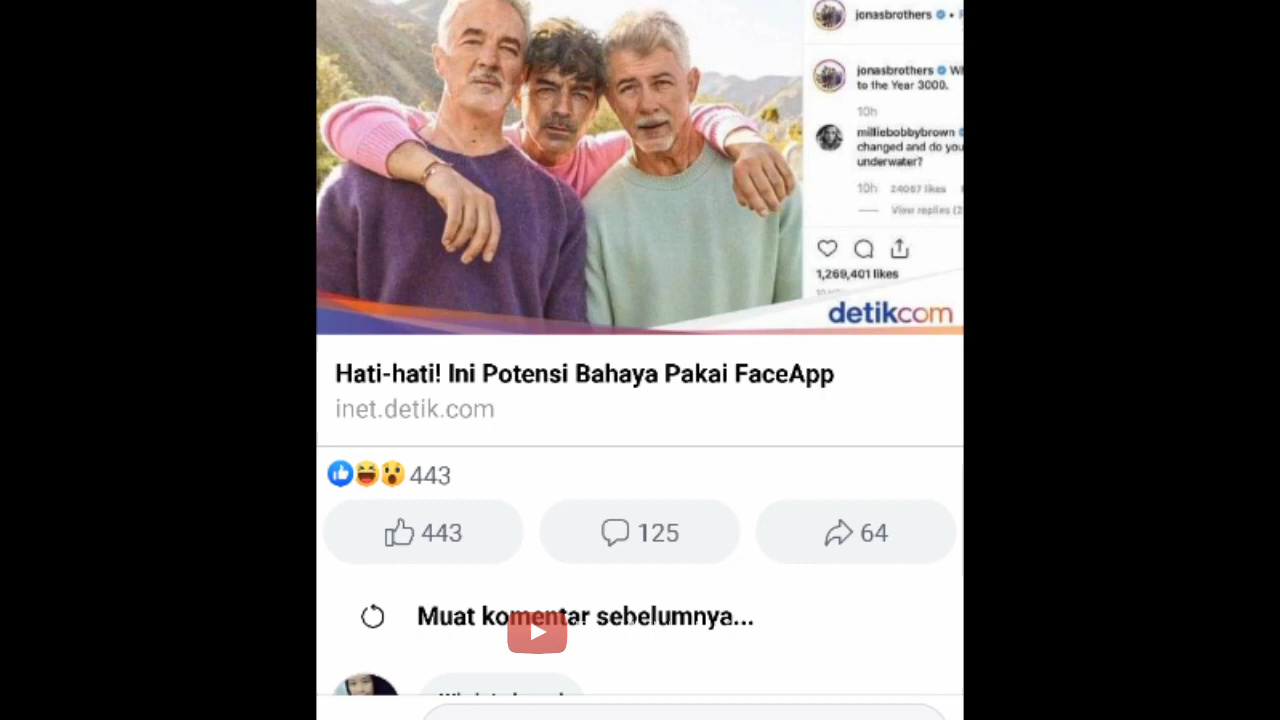 jonasbrothers •
jonasbrothers
to the Year 3000.
10h
milliebobbybrown
changed and do you
underwater?
10h 24087 likes
View replies (2
1,269,401 likes
detikcom
Hati-hati! Ini Potensi Bahaya Pakai FaceApp
inet.detik.com
443
443
125
64
Muat komentar sebelumnya...